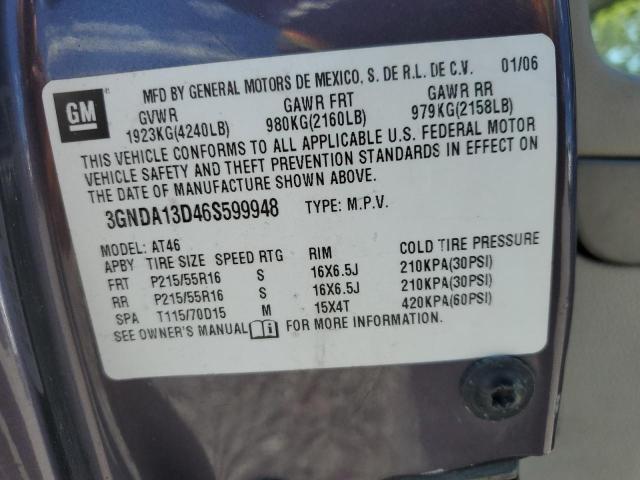 GM
MFD BY GENERAL MOTORS DE MEXICO, S. DE R.L. DE C.V. 01/06
GVWR GAWR FRT GAWR RR
1923KG(4240LB) 980KG(2160LB) 979KG(2158LB)
THIS VEHICLE CONFORMS TO ALL APPLICABLE U.S. FEDERAL MOTOR
VEHICLE SAFETY AND THEFT PREVENTION STANDARDS IN EFFECT ON
THE DATE OF MANUFACTURE SHOWN ABOVE.
3GNDA13D46S599948 TYPE: M.P.V.
MODEL: AT46
APBY TIRE SIZE SPEED RTG RIM COLD TIRE PRESSURE
FRT P215/55R16 S 16X6.5J 210KPA(30PSI)
RR P215/55R16 S 16X6.5J 210KPA(30PSI)
SPA T115/70D15 M 15X4T 420KPA(60PSI)
SEE OWNER'S MANUAL FOR MORE INFORMATION.